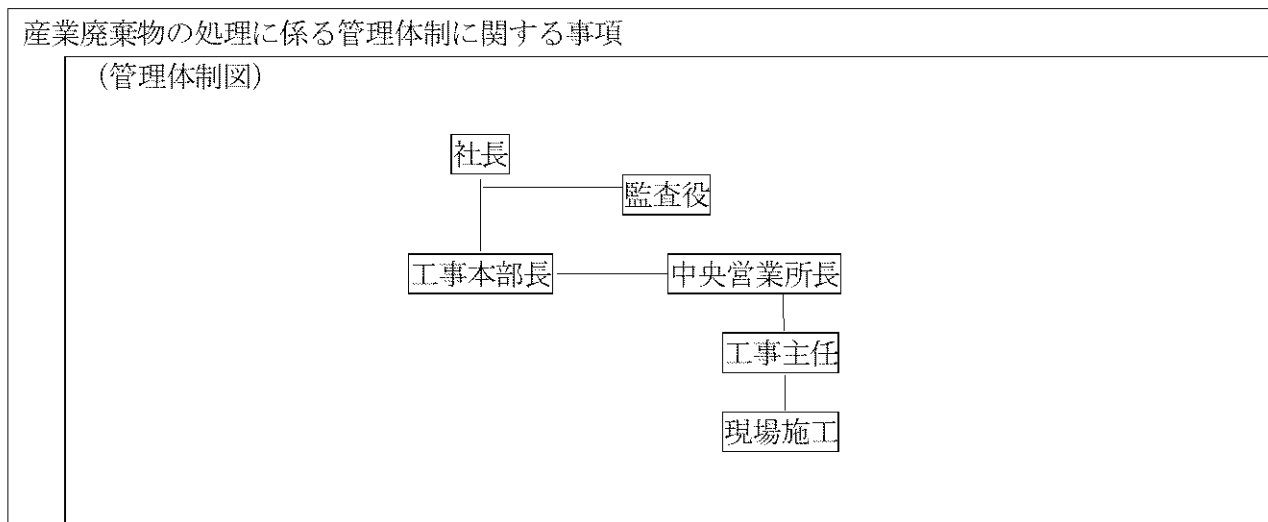 産業廃棄物の処理に係る管理体制に関する事項
（管理体制図）
社長
監査役
工事本部長
中央営業所長
工事主任
現場施工